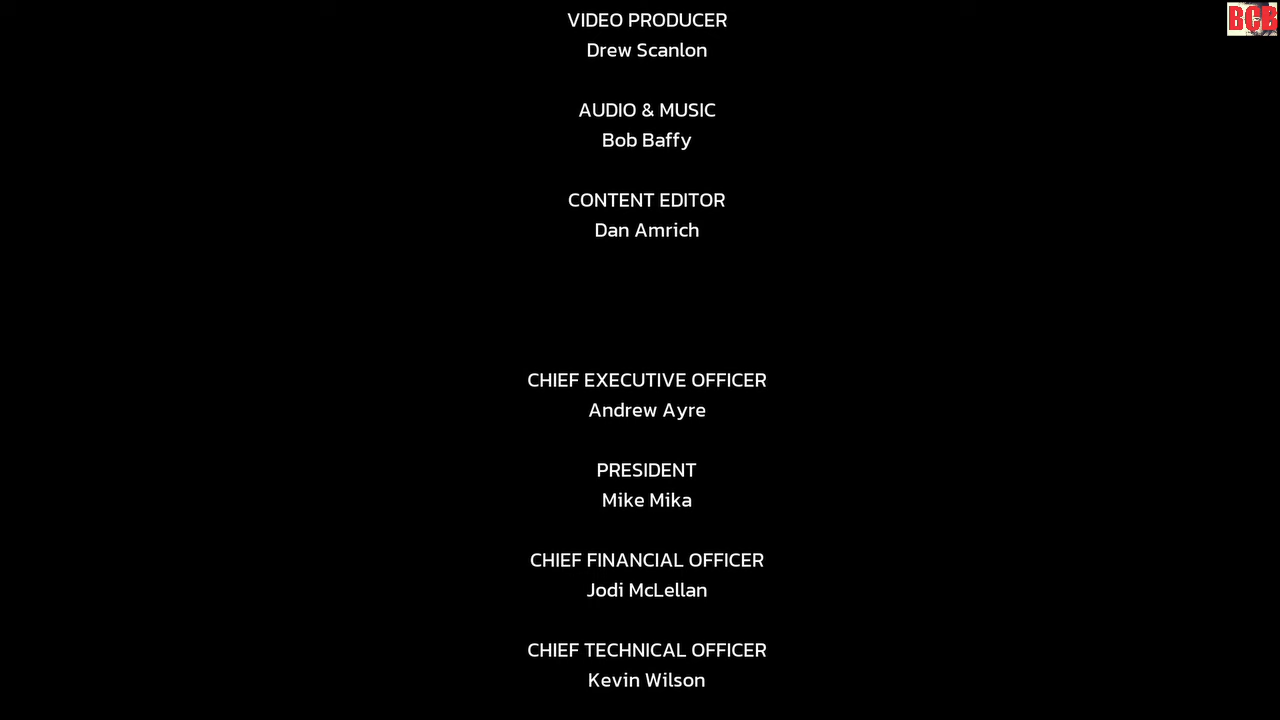 BCB
VIDEO PRODUCER
Drew Scanlon
AUDIO & MUSIC
Bob Baffy
CONTENT EDITOR
Dan Amrich
CHIEF EXECUTIVE OFFICER
Andrew Ayre
PRESIDENT
Mike Mika
CHIEF FINANCIAL OFFICER
Jodi McLellan
CHIEF TECHNICAL OFFICER
Kevin Wilson